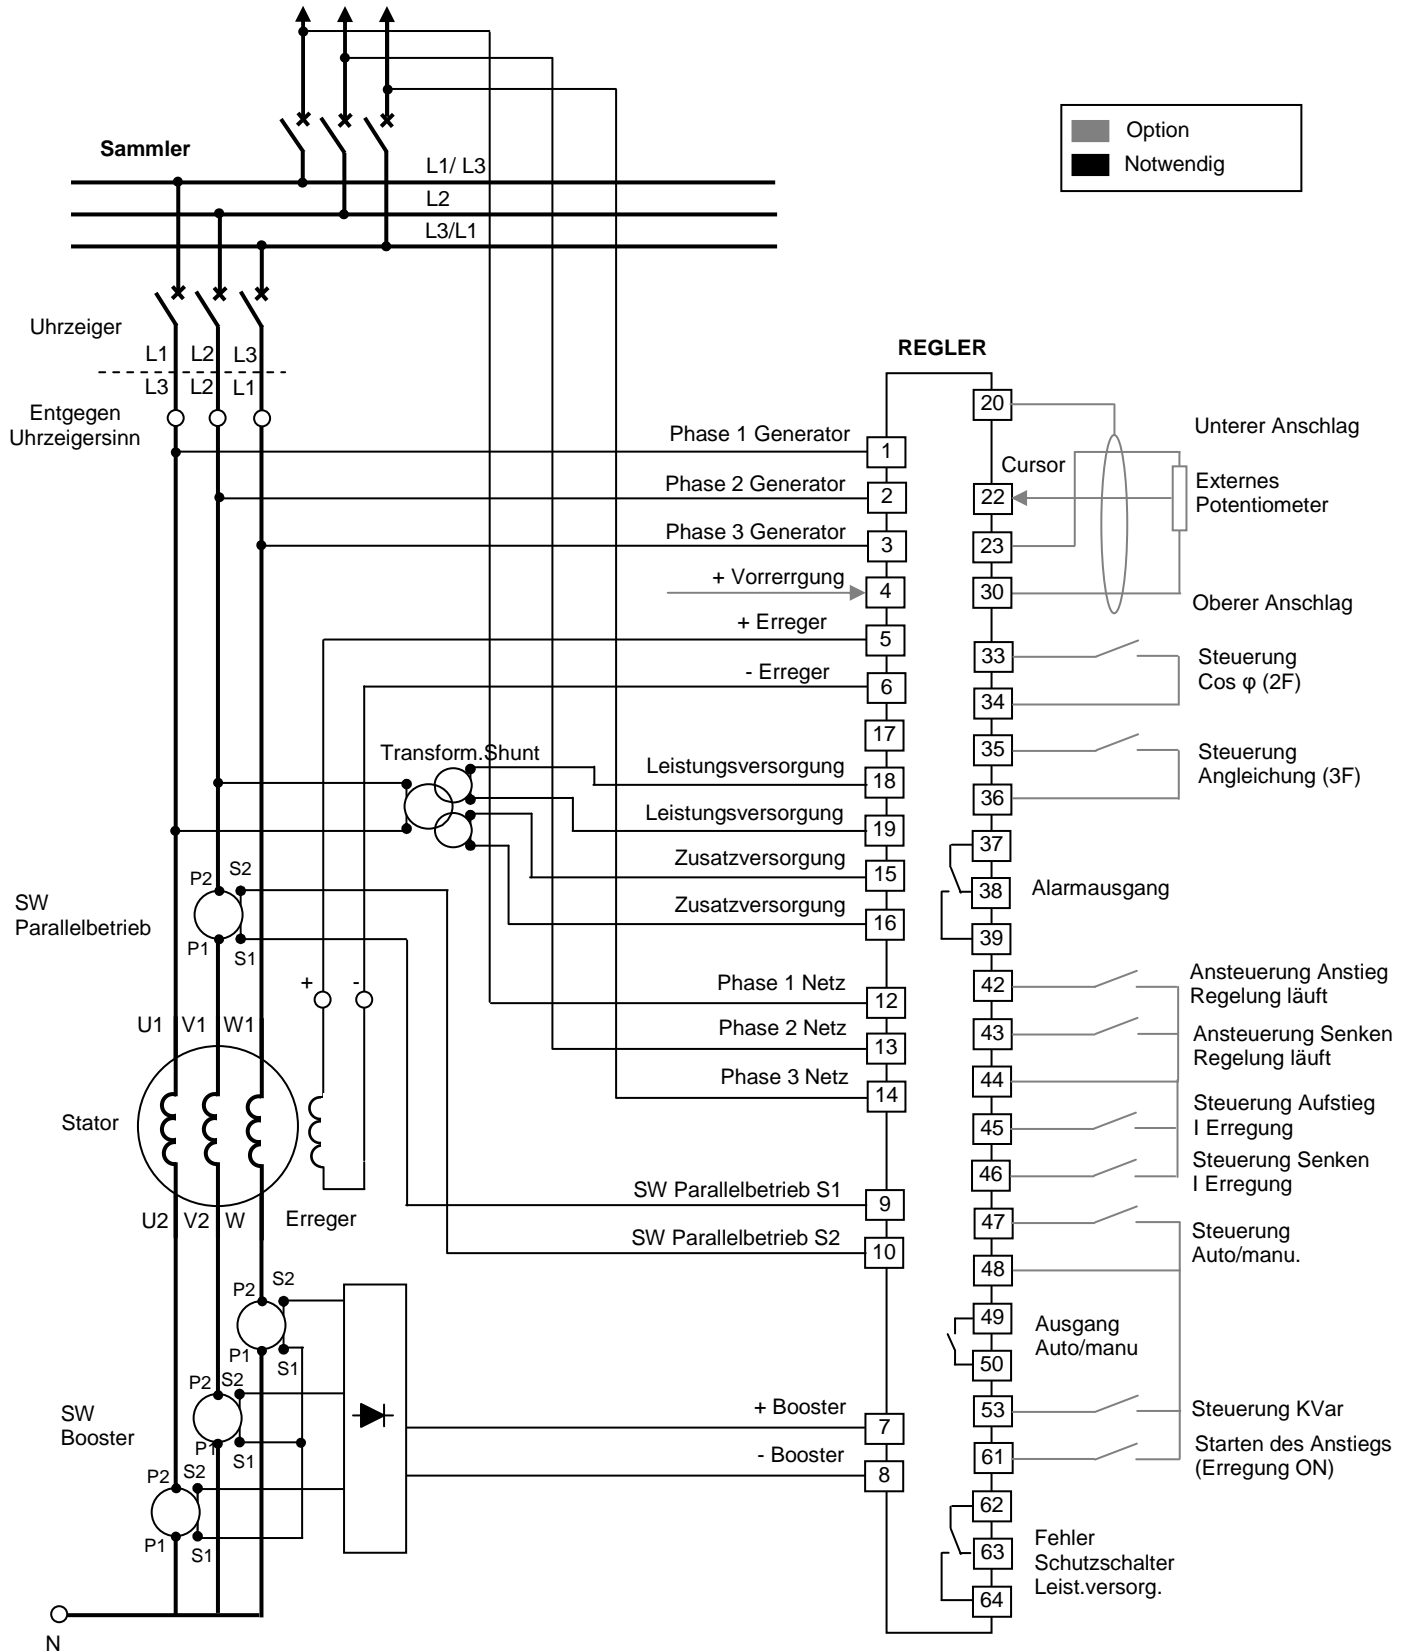 Sammler
L1/ L3
L2
L3/L1
Option
Notwendig
Uhrzeiger
L1 L2 L3
L3 L2 L1
Entgegen
Uhrzeigersinn
REGLER
Phase 1 Generator 1
Phase 2 Generator 2
Phase 3 Generator 3
+ Vorrerrgung 4
+ Erreger 5
- Erreger 6
17
Transform.Shunt
Leistungsversorgung 18
Leistungsversorgung 19
Zusatzversorgung 15
Zusatzversorgung 16
Phase 1 Netz 12
Phase 2 Netz 13
Phase 3 Netz 14
SW Parallelbetrieb S1 9
SW Parallelbetrieb S2 10
+ Booster 7
- Booster 8
20
Unterer Anschlag
Cursor
22
Externes
Potentiometer
23
30
Oberer Anschlag
33
34
Steuerung
Cos φ (2F)
35
36
Steuerung
Angleichung (3F)
37
38
39
Alarmausgang
42
Ansteuerung Anstieg
Regelung läuft
43
Ansteuerung Senken
Regelung läuft
44
45
Steuerung Aufstieg
I Erregung
46
Steuerung Senken
I Erregung
47
48
Steuerung
Auto/manu.
49
50
Ausgang
Auto/manu
53
Steuerung KVar
61
Starten des Anstiegs
(Erregung ON)
62
63
64
Fehler
Schutzschalter
Leist.versorg.
SW
Parallelbetrieb
P2 S2
P1 S1
+ -
U1 V1 W1
Stator
U2 V2 W
Erreger
P2 S2
P1 S1
SW
Booster
P2 S2
P1 S1
P2 S2
P1 S1
N